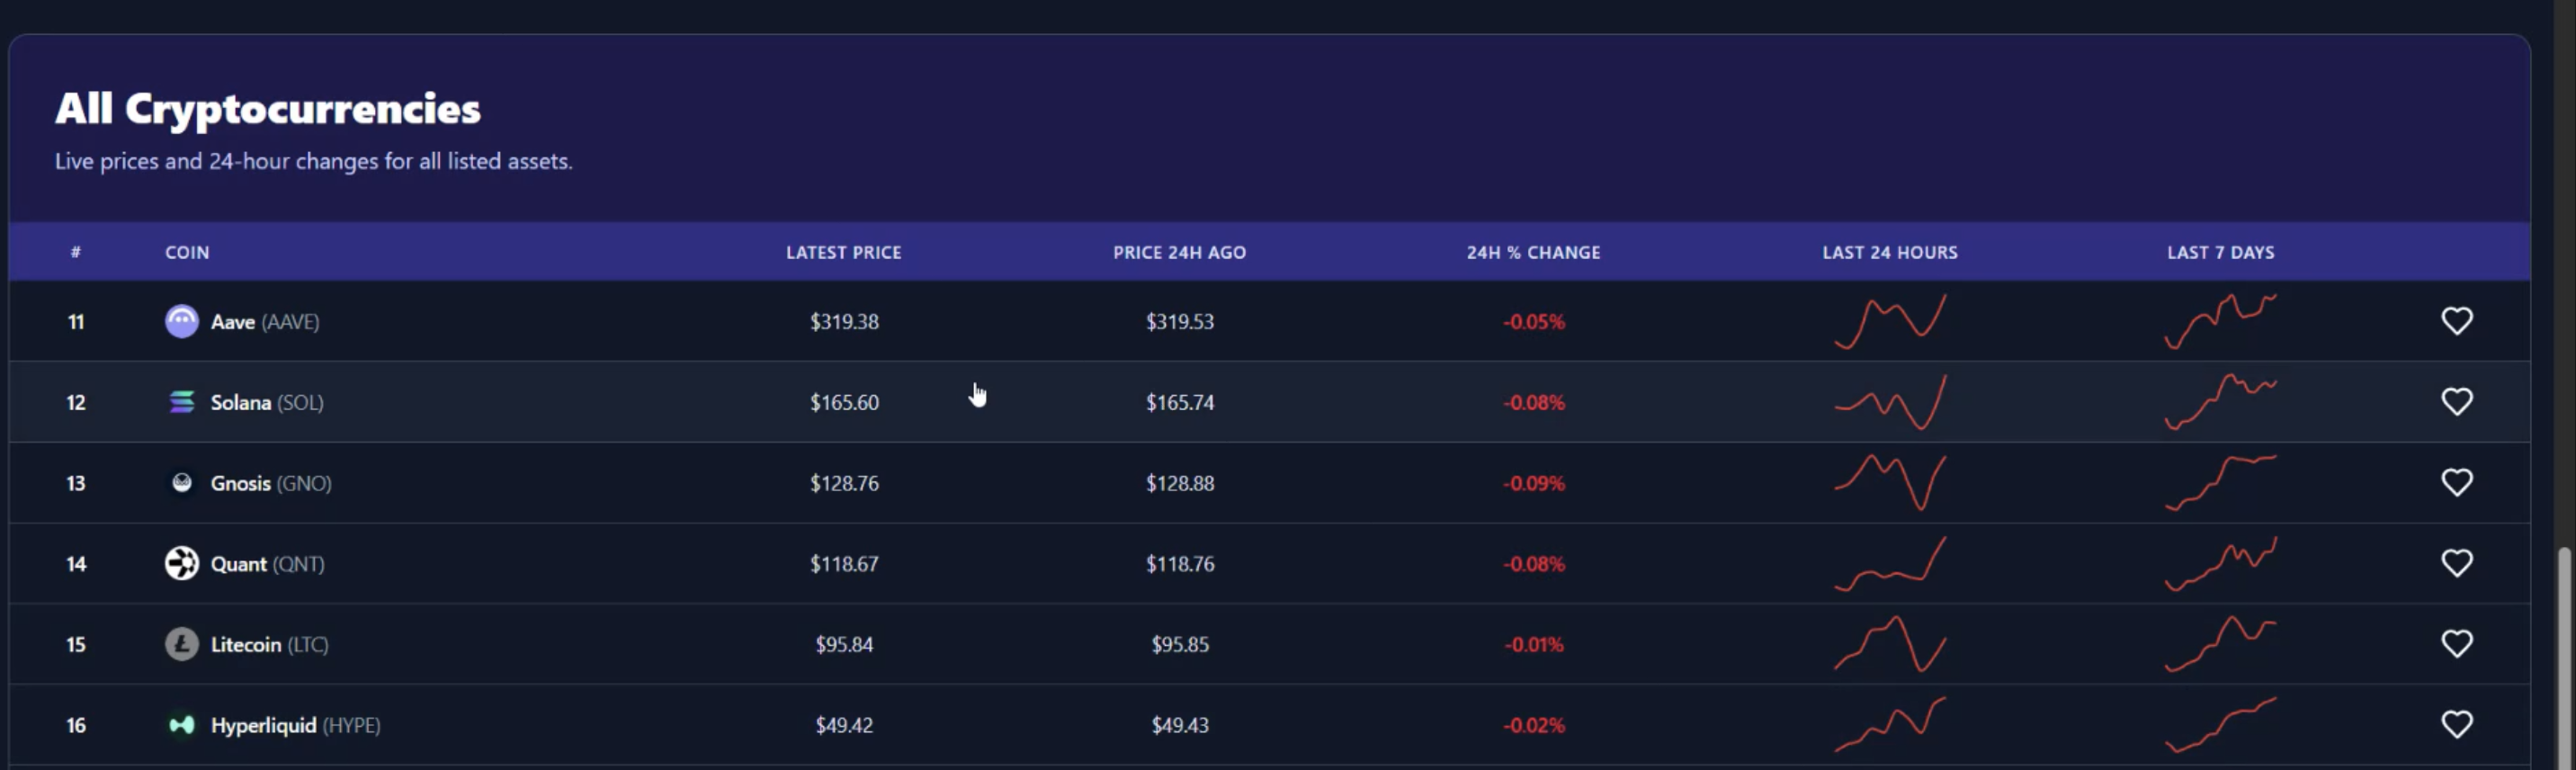 All Cryptocurrencies
Live prices and 24-hour changes for all listed assets.
# COIN LATEST PRICE PRICE 24H AGO 24H % CHANGE LAST 24 HOURS LAST 7 DAYS
11 Aave (AAVE) $319.38 $319.53 -0.05%
12 Solana (SOL) $165.60 $165.74 -0.08%
13 Gnosis (GNO) $128.76 $128.88 -0.09%
14 Quant (QNT) $118.67 $118.76 -0.08%
15 Litecoin (LTC) $95.84 $95.85 -0.01%
16 Hyperliquid (HYPE) $49.42 $49.43 -0.02%